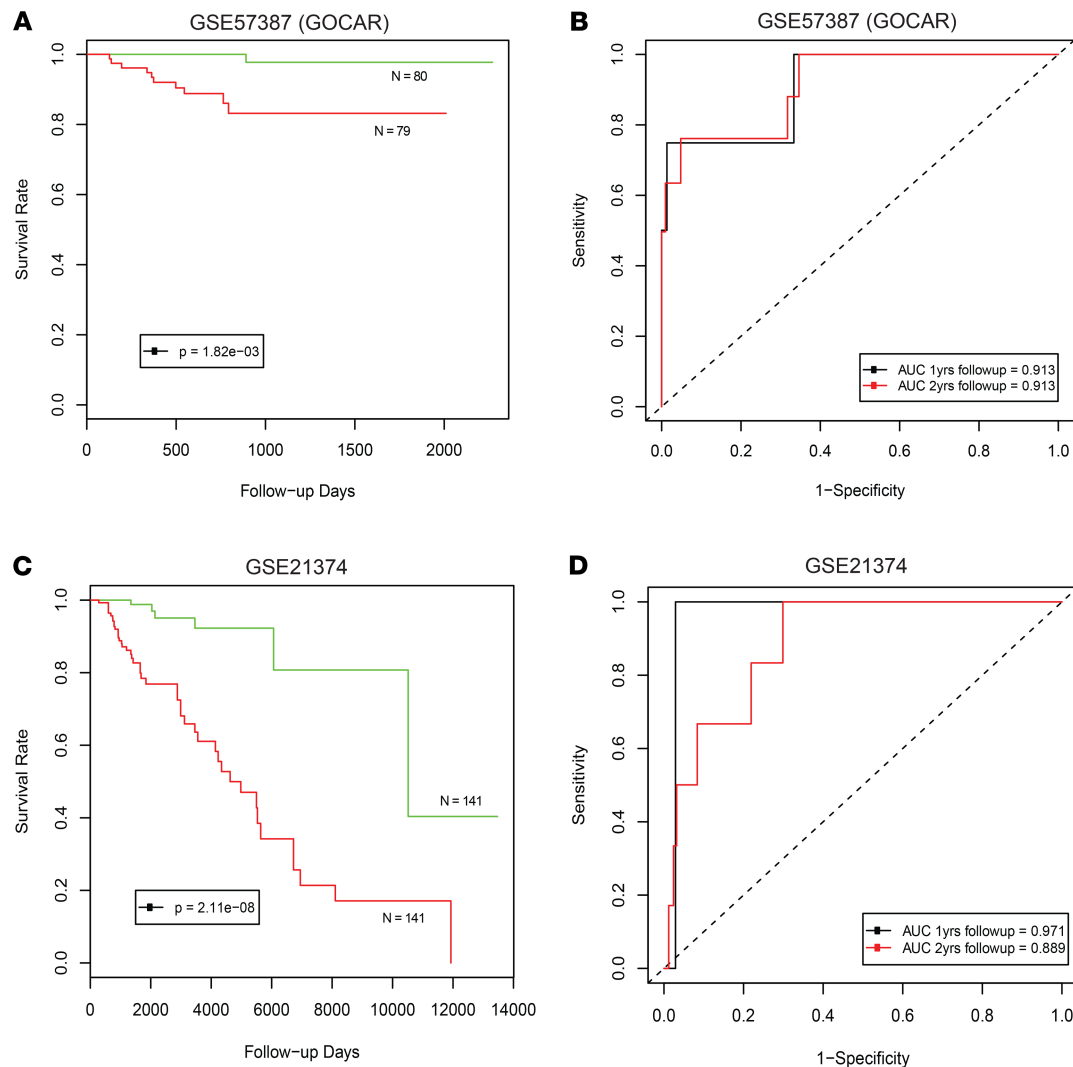 A
GSE57387 (GOCAR)
Survival Rate
1.0
0.8
0.6
0.4
0.2
0.0
N = 80
N = 79
p = 1.82e−03
0
500
1000
1500
2000
Follow−up Days
B
GSE57387 (GOCAR)
Sensitivity
1.0
0.8
0.6
0.4
0.2
0.0
AUC 1yrs followup = 0.913
AUC 2yrs followup = 0.913
0.0
0.2
0.4
0.6
0.8
1.0
1−Specificity
C
GSE21374
Survival Rate
1.0
0.8
0.6
0.4
0.2
0.0
N = 141
N = 141
p = 2.11e−08
0
2000
4000
6000
8000
10000
12000
14000
Follow−up Days
D
GSE21374
Sensitivity
1.0
0.8
0.6
0.4
0.2
0.0
AUC 1yrs followup = 0.971
AUC 2yrs followup = 0.889
0.0
0.2
0.4
0.6
0.8
1.0
1−Specificity